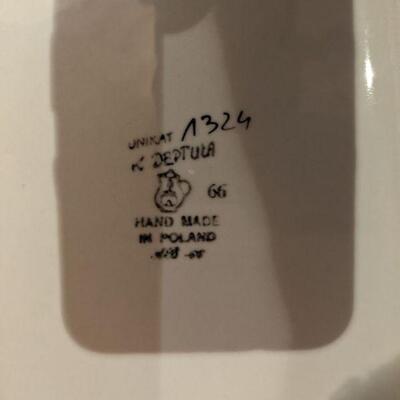 UNIKAT 1324
K DEPTUŁA
66
HAND MADE
IN POLAND